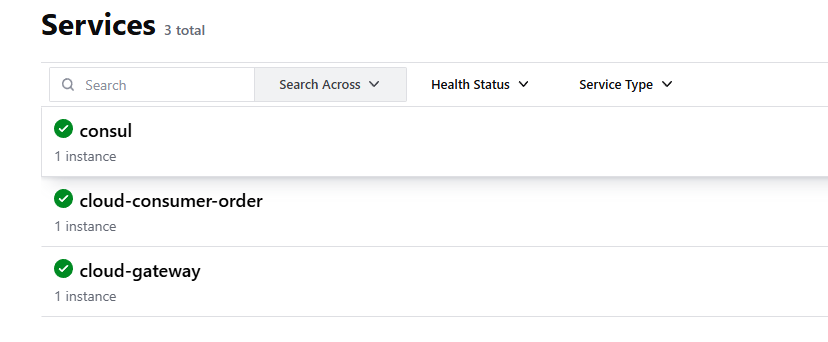 Services 3 total
Search Search Across Health Status Service Type
consul
1 instance
cloud-consumer-order
1 instance
cloud-gateway
1 instance